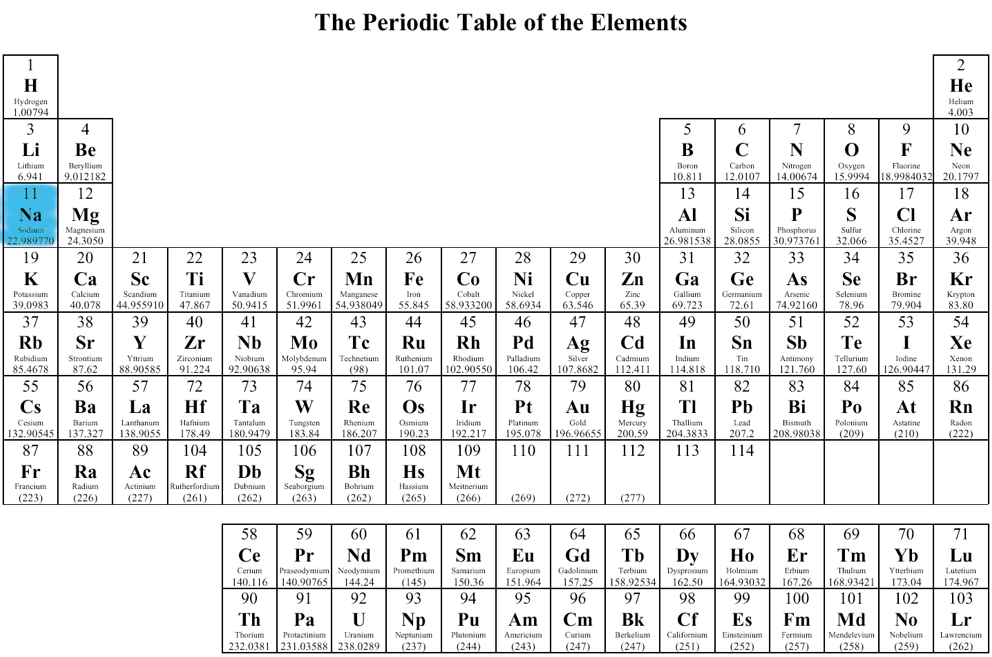 The Periodic Table of the Elements
1 2
H He
Hydrogen Helium
1.00794 4.003
3 4 5 6 7 8 9 10
Li Be B C N O F Ne
Lithium Beryllium Boron Carbon Nitrogen Oxygen Fluorine Neon
6.941 9.012182 10.811 12.0107 14.00674 15.9994 18.9984032 20.1797
11 12 13 14 15 16 17 18
Na Mg Al Si P S Cl Ar
Sodium Magnesium Aluminum Silicon Phosphorus Sulfur Chlorine Argon
22.989770 24.3050 26.981538 28.0855 30.973761 32.066 35.4527 39.948
19 20 21 22 23 24 25 26 27 28 29 30 31 32 33 34 35 36
K Ca Sc Ti V Cr Mn Fe Co Ni Cu Zn Ga Ge As Se Br Kr
Potassium Calcium Scandium Titanium Vanadium Chromium Manganese Iron Cobalt Nickel Copper Zinc Gallium Germanium Arsenic Selenium Bromine Krypton
39.0983 40.078 44.955910 47.867 50.9415 51.9961 54.938049 55.845 58.933200 58.6934 63.546 65.39 69.723 72.61 74.92160 78.96 79.904 83.80
37 38 39 40 41 42 43 44 45 46 47 48 49 50 51 52 53 54
Rb Sr Y Zr Nb Mo Tc Ru Rh Pd Ag Cd In Sn Sb Te I Xe
Rubidium Strontium Yttrium Zirconium Niobium Molybdenum Technetium Ruthenium Rhodium Palladium Silver Cadmium Indium Tin Antimony Tellurium Iodine Xenon
85.4678 87.62 88.90585 91.224 92.90638 95.94 (98) 101.07 102.90550 106.42 107.8682 112.411 114.818 118.710 121.760 127.60 126.90447 131.29
55 56 57 72 73 74 75 76 77 78 79 80 81 82 83 84 85 86
Cs Ba La Hf Ta W Re Os Ir Pt Au Hg Tl Pb Bi Po At Rn
Cesium Barium Lanthanum Hafnium Tantalum Tungsten Rhenium Osmium Iridium Platinum Gold Mercury Thallium Lead Bismuth Polonium Astatine Radon
132.90545 137.327 138.9055 178.49 180.9479 183.84 186.207 190.23 192.217 195.078 196.96655 200.59 204.3833 207.2 208.98038 (209) (210) (222)
87 88 89 104 105 106 107 108 109 110 111 112 113 114
Fr Ra Ac Rf Db Sg Bh Hs Mt
Francium Radium Actinium Rutherfordium Dubnium Seaborgium Bohrium Hassium Meitnerium
(223) (226) (227) (261) (262) (263) (262) (265) (266) (269) (272) (277)
58 59 60 61 62 63 64 65 66 67 68 69 70 71
Ce Pr Nd Pm Sm Eu Gd Tb Dy Ho Er Tm Yb Lu
Cerium Praseodymium Neodymium Promethium Samarium Europium Gadolinium Terbium Dysprosium Holmium Erbium Thulium Ytterbium Lutetium
140.116 140.90765 144.24 (145) 150.36 151.964 157.25 158.92534 162.50 164.93032 167.26 168.93421 173.04 174.967
90 91 92 93 94 95 96 97 98 99 100 101 102 103
Th Pa U Np Pu Am Cm Bk Cf Es Fm Md No Lr
Thorium Protactinium Uranium Neptunium Plutonium Americium Curium Berkelium Californium Einsteinium Fermium Mendelevium Nobelium Lawrencium
232.0381 231.03588 238.0289 (237) (244) (243) (247) (247) (251) (252) (257) (258) (259) (262)